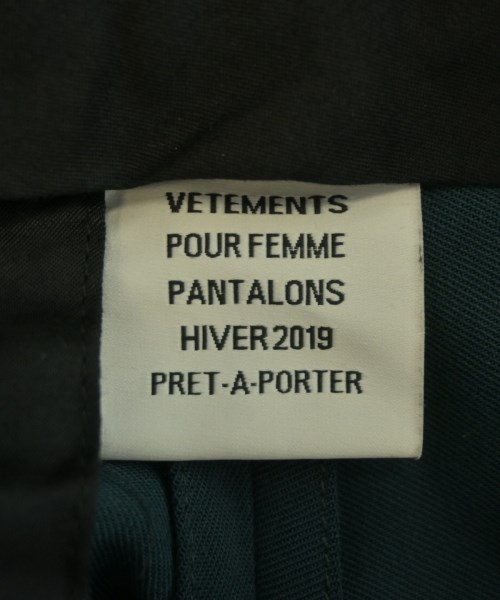 VETEMENTS
POUR FEMME
PANTALONS
HIVER 2019
PRET-A-PORTER